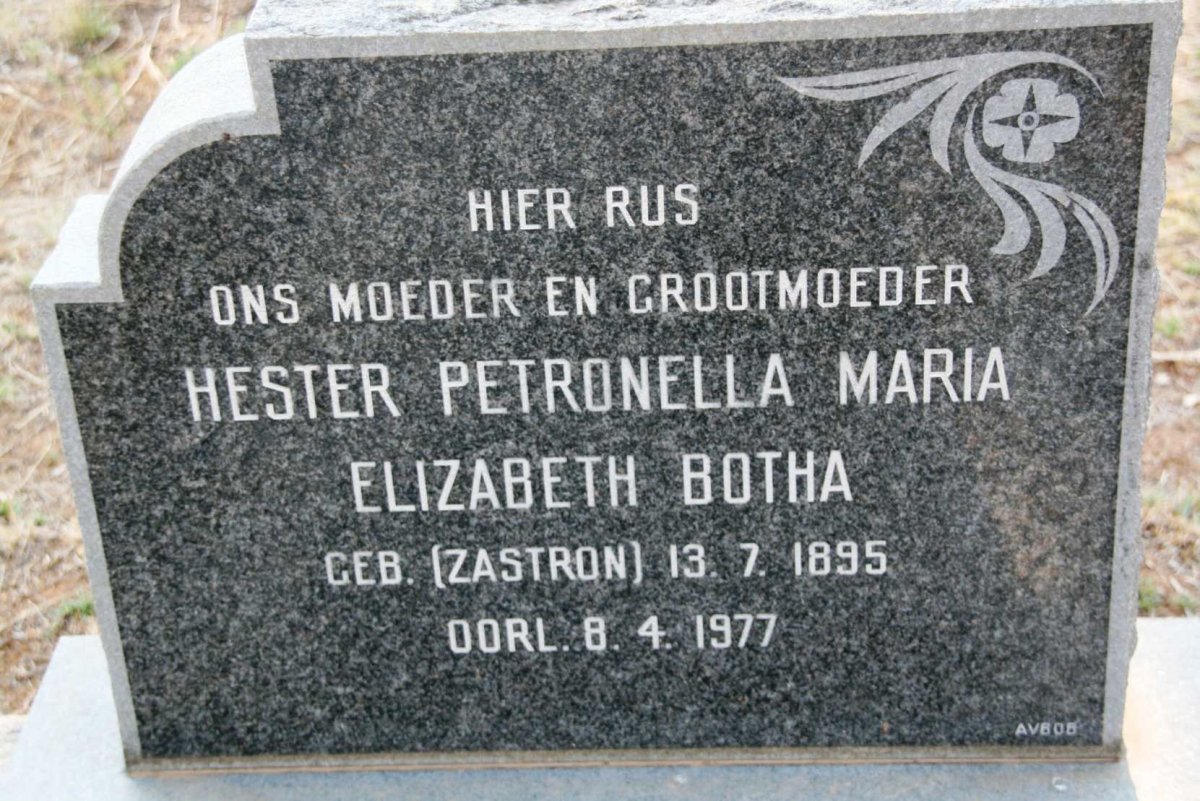 HIER RUS
ONS MOEDER EN GROOTMOEDER
HESTER PETRONELLA MARIA
ELIZABETH BOTHA
GEB. (ZASTRON) 13. 7. 1895
OORL. 8. 4. 1977
AVBOB